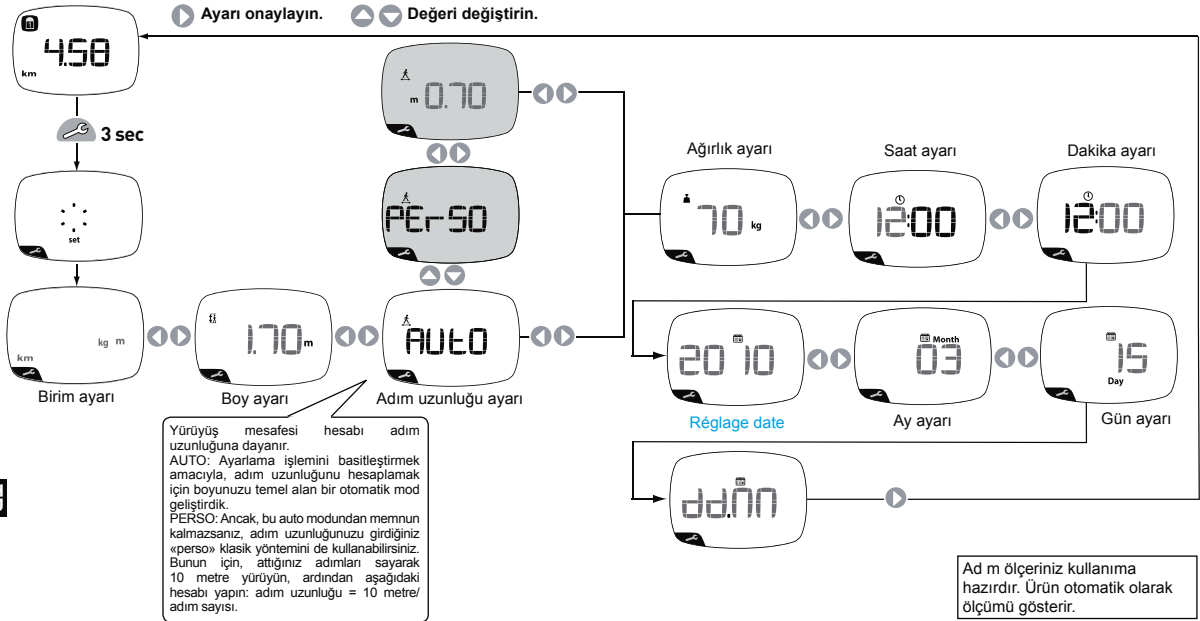 Ayarı onaylayın. Değeri değiştirin.
4.58
km
3 sec
set
km kg m
Birim ayarı
1.70 m
Boy ayarı
m 0.70
PErSO
AUtO
Adım uzunluğu ayarı
Yürüyüş mesafesi hesabı adım
uzunluğuna dayanır.
AUTO: Ayarlama işlemini basitleştirmek
amacıyla, adım uzunluğunu hesaplamak
için boyunuzu temel alan bir otomatik mod
geliştirdik.
PERSO: Ancak, bu auto modundan memnun
kalmazsanız, adım uzunluğunuzu girdiğiniz
«perso» klasik yöntemini de kullanabilirsiniz.
Bunun için, attığınız adımları sayarak
10 metre yürüyün, ardından aşağıdaki
hesabı yapın: adım uzunluğu = 10 metre/
adım sayısı.
Ağırlık ayarı
70 kg
Saat ayarı
12:00
Dakika ayarı
12:00
2010
Réglage date
Month
03
Ay ayarı
15
Day
Gün ayarı
dd.MM
Ad m ölçeriniz kullanıma
hazırdır. Ürün otomatik olarak
ölçümü gösterir.